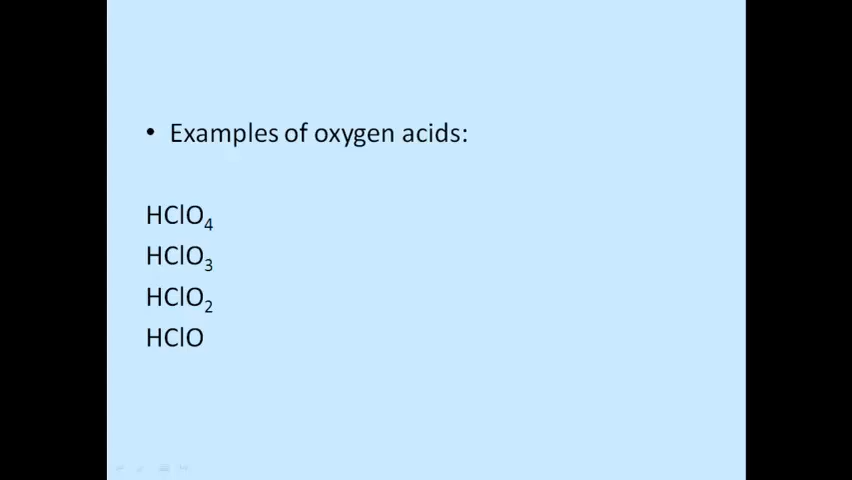 • Examples of oxygen acids:
HClO₄
HClO₃
HClO₂
HClO